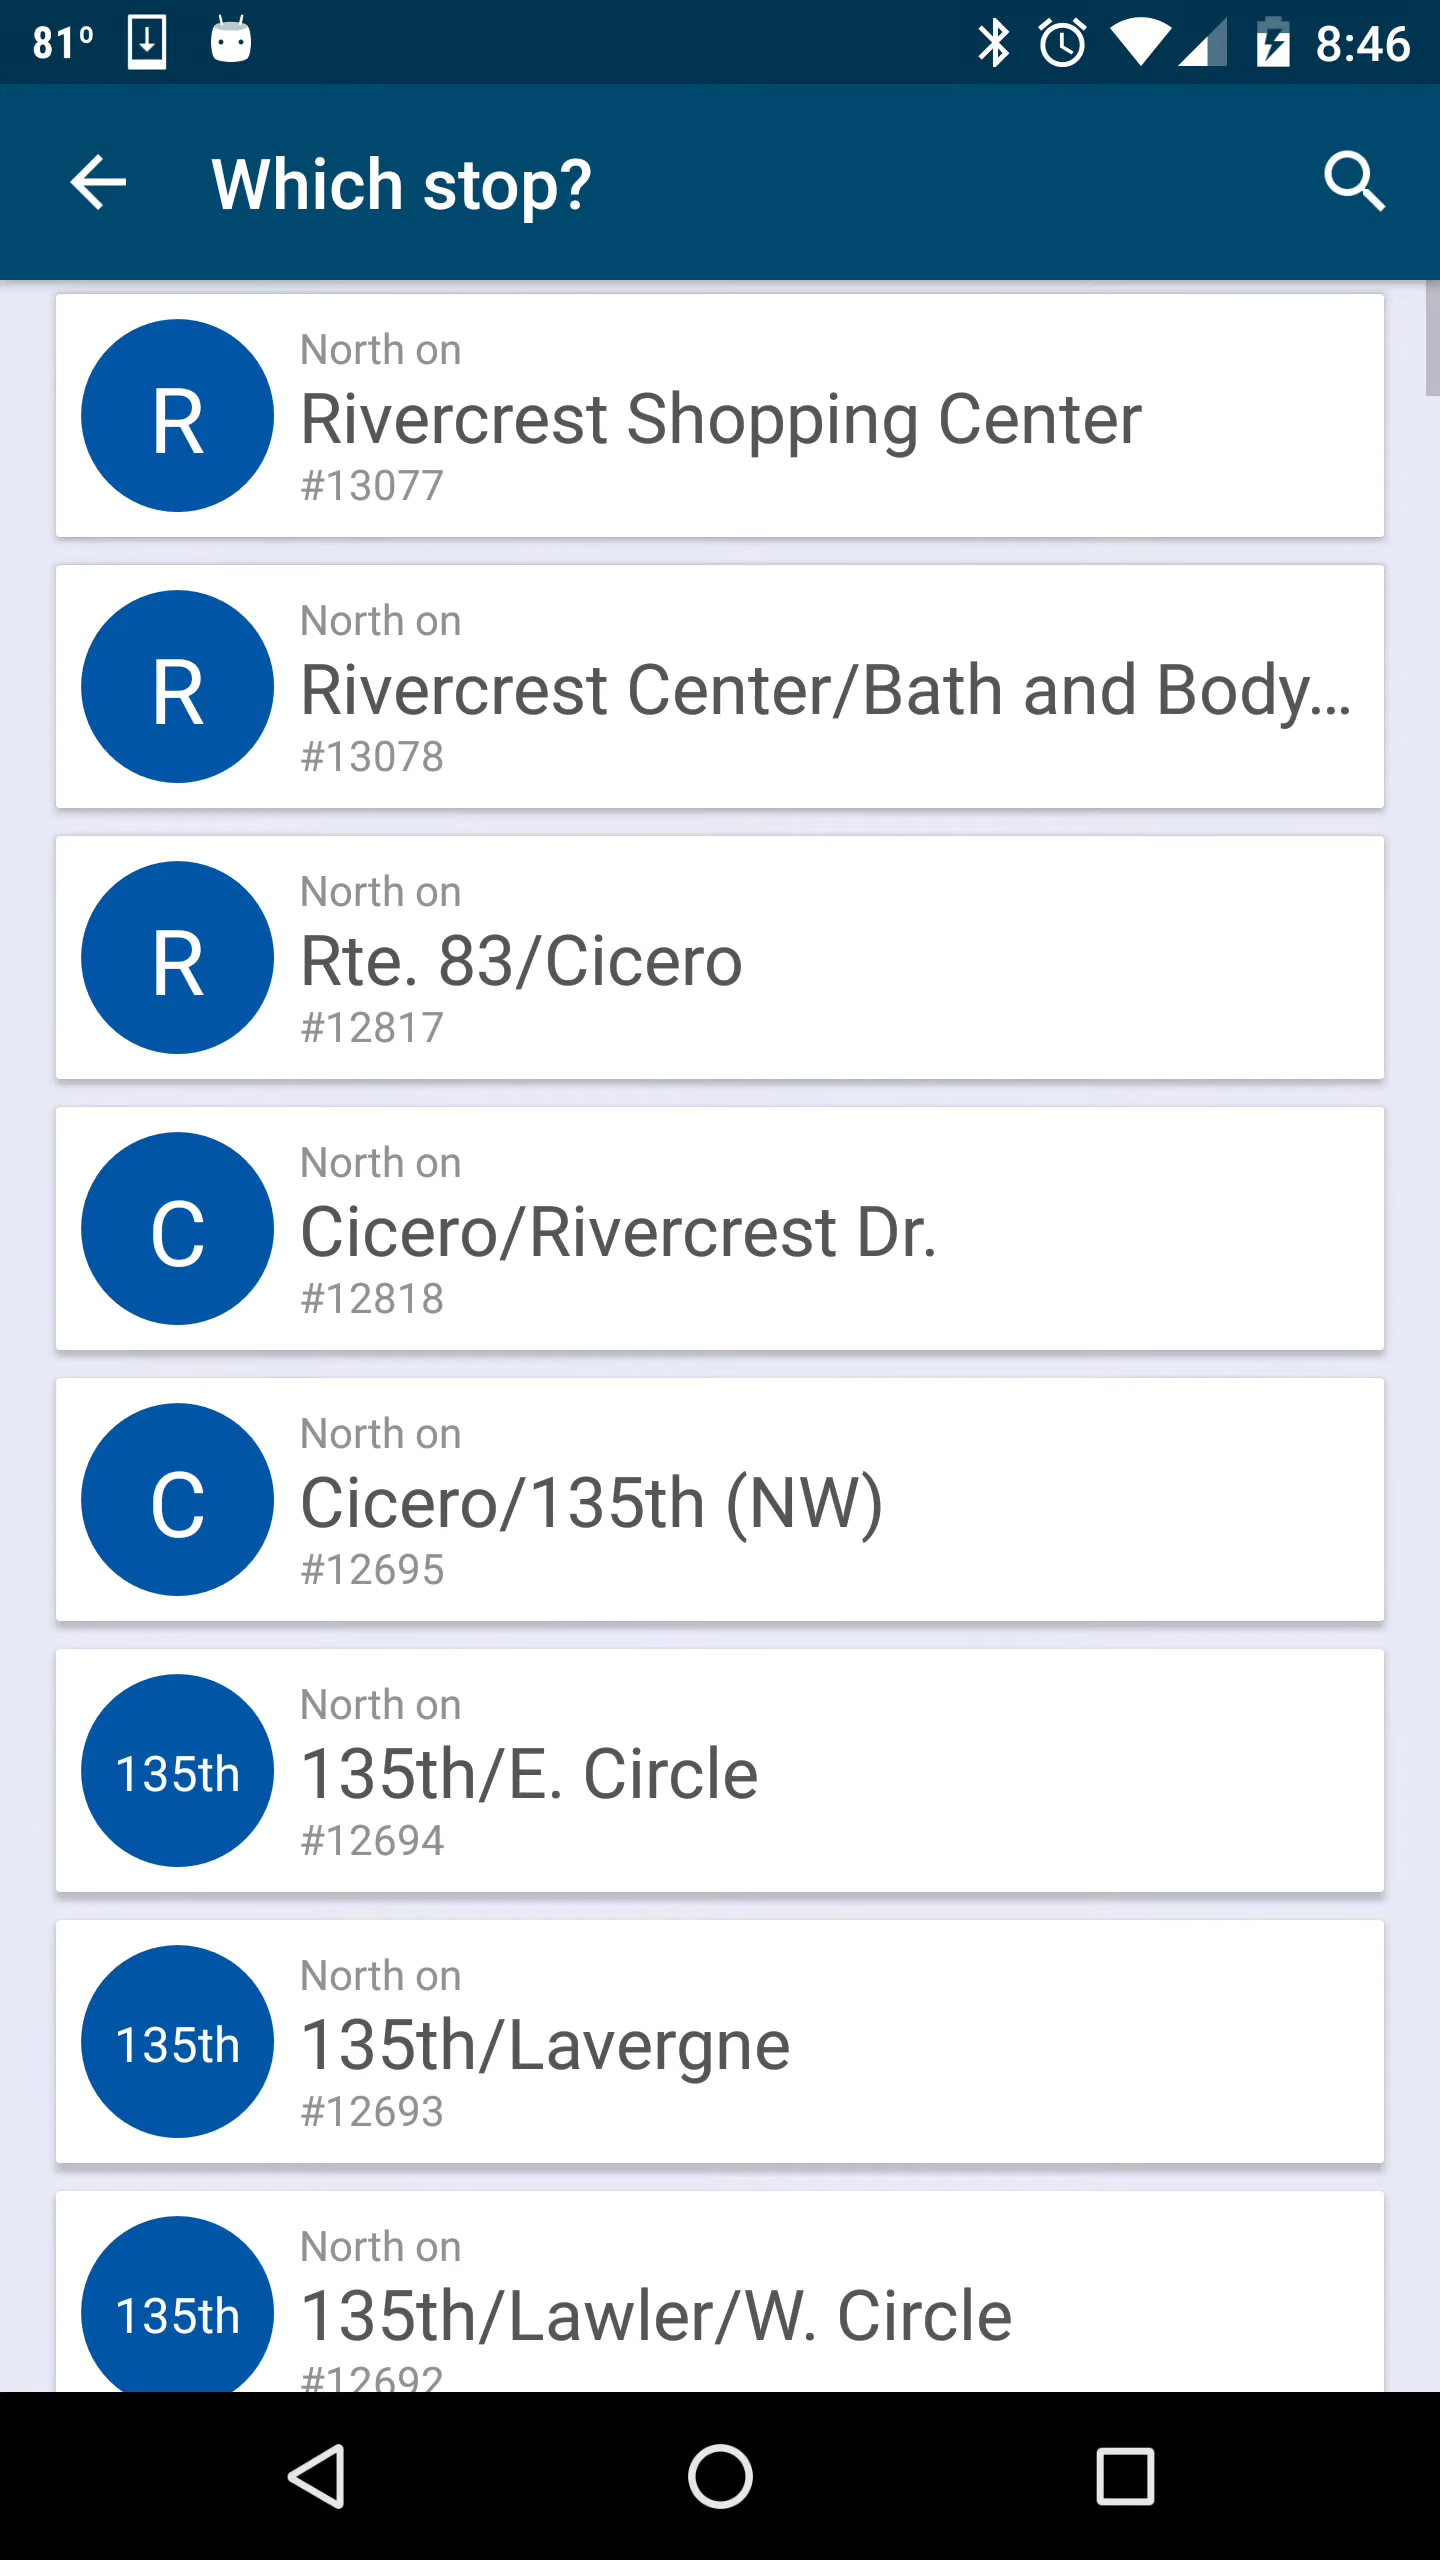 81° 8:46
Which stop?
North on
R Rivercrest Shopping Center
#13077
North on
R Rivercrest Center/Bath and Body...
#13078
North on
R Rte. 83/Cicero
#12817
North on
C Cicero/Rivercrest Dr.
#12818
North on
C Cicero/135th (NW)
#12695
North on
135th 135th/E. Circle
#12694
North on
135th 135th/Lavergne
#12693
North on
135th 135th/Lawler/W. Circle
#12692